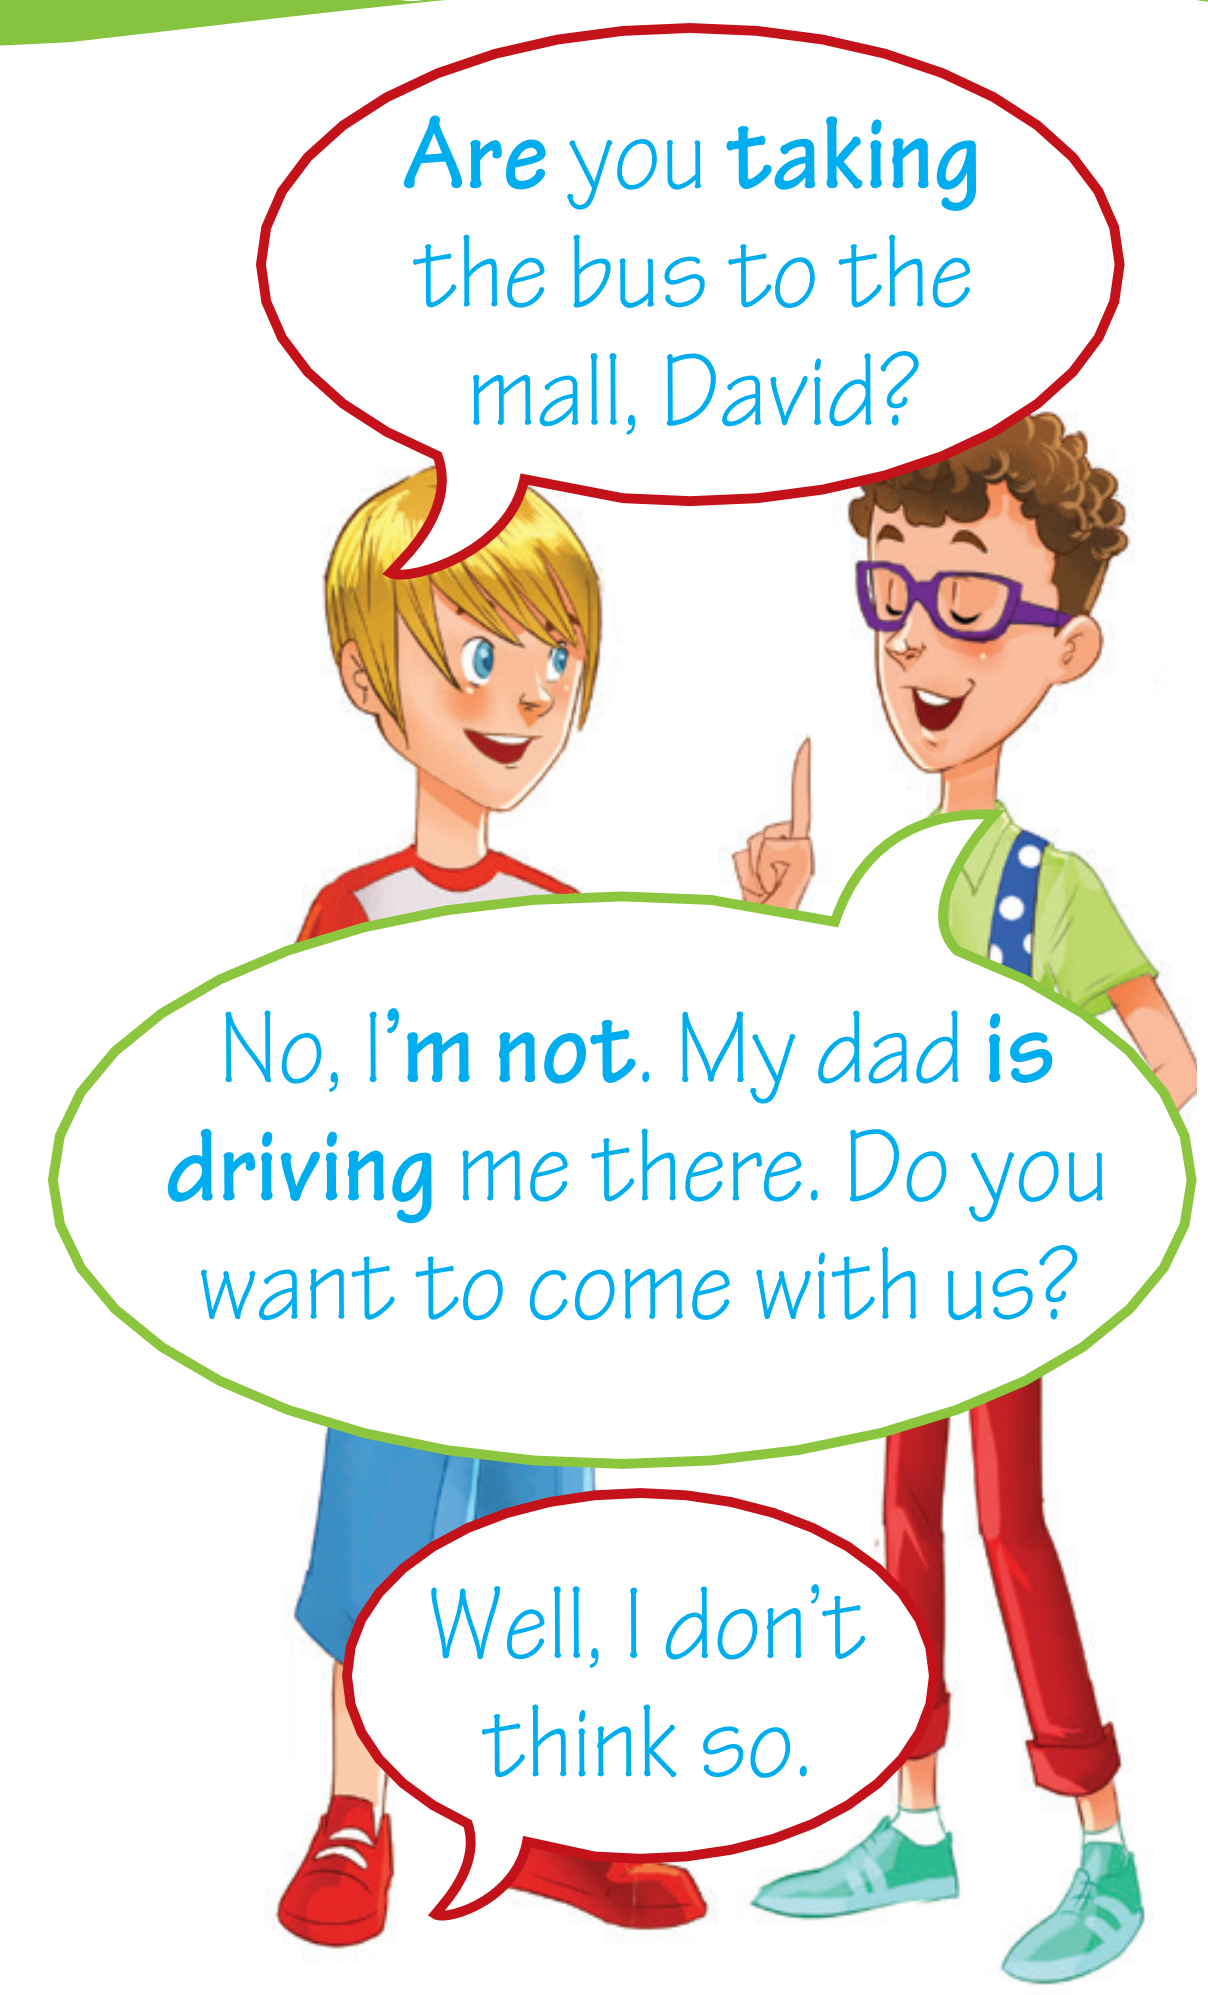 Are you taking
the bus to the
mall, David?
No, I'm not. My dad is
driving me there. Do you
want to come with us?
Well, I don't
think so.